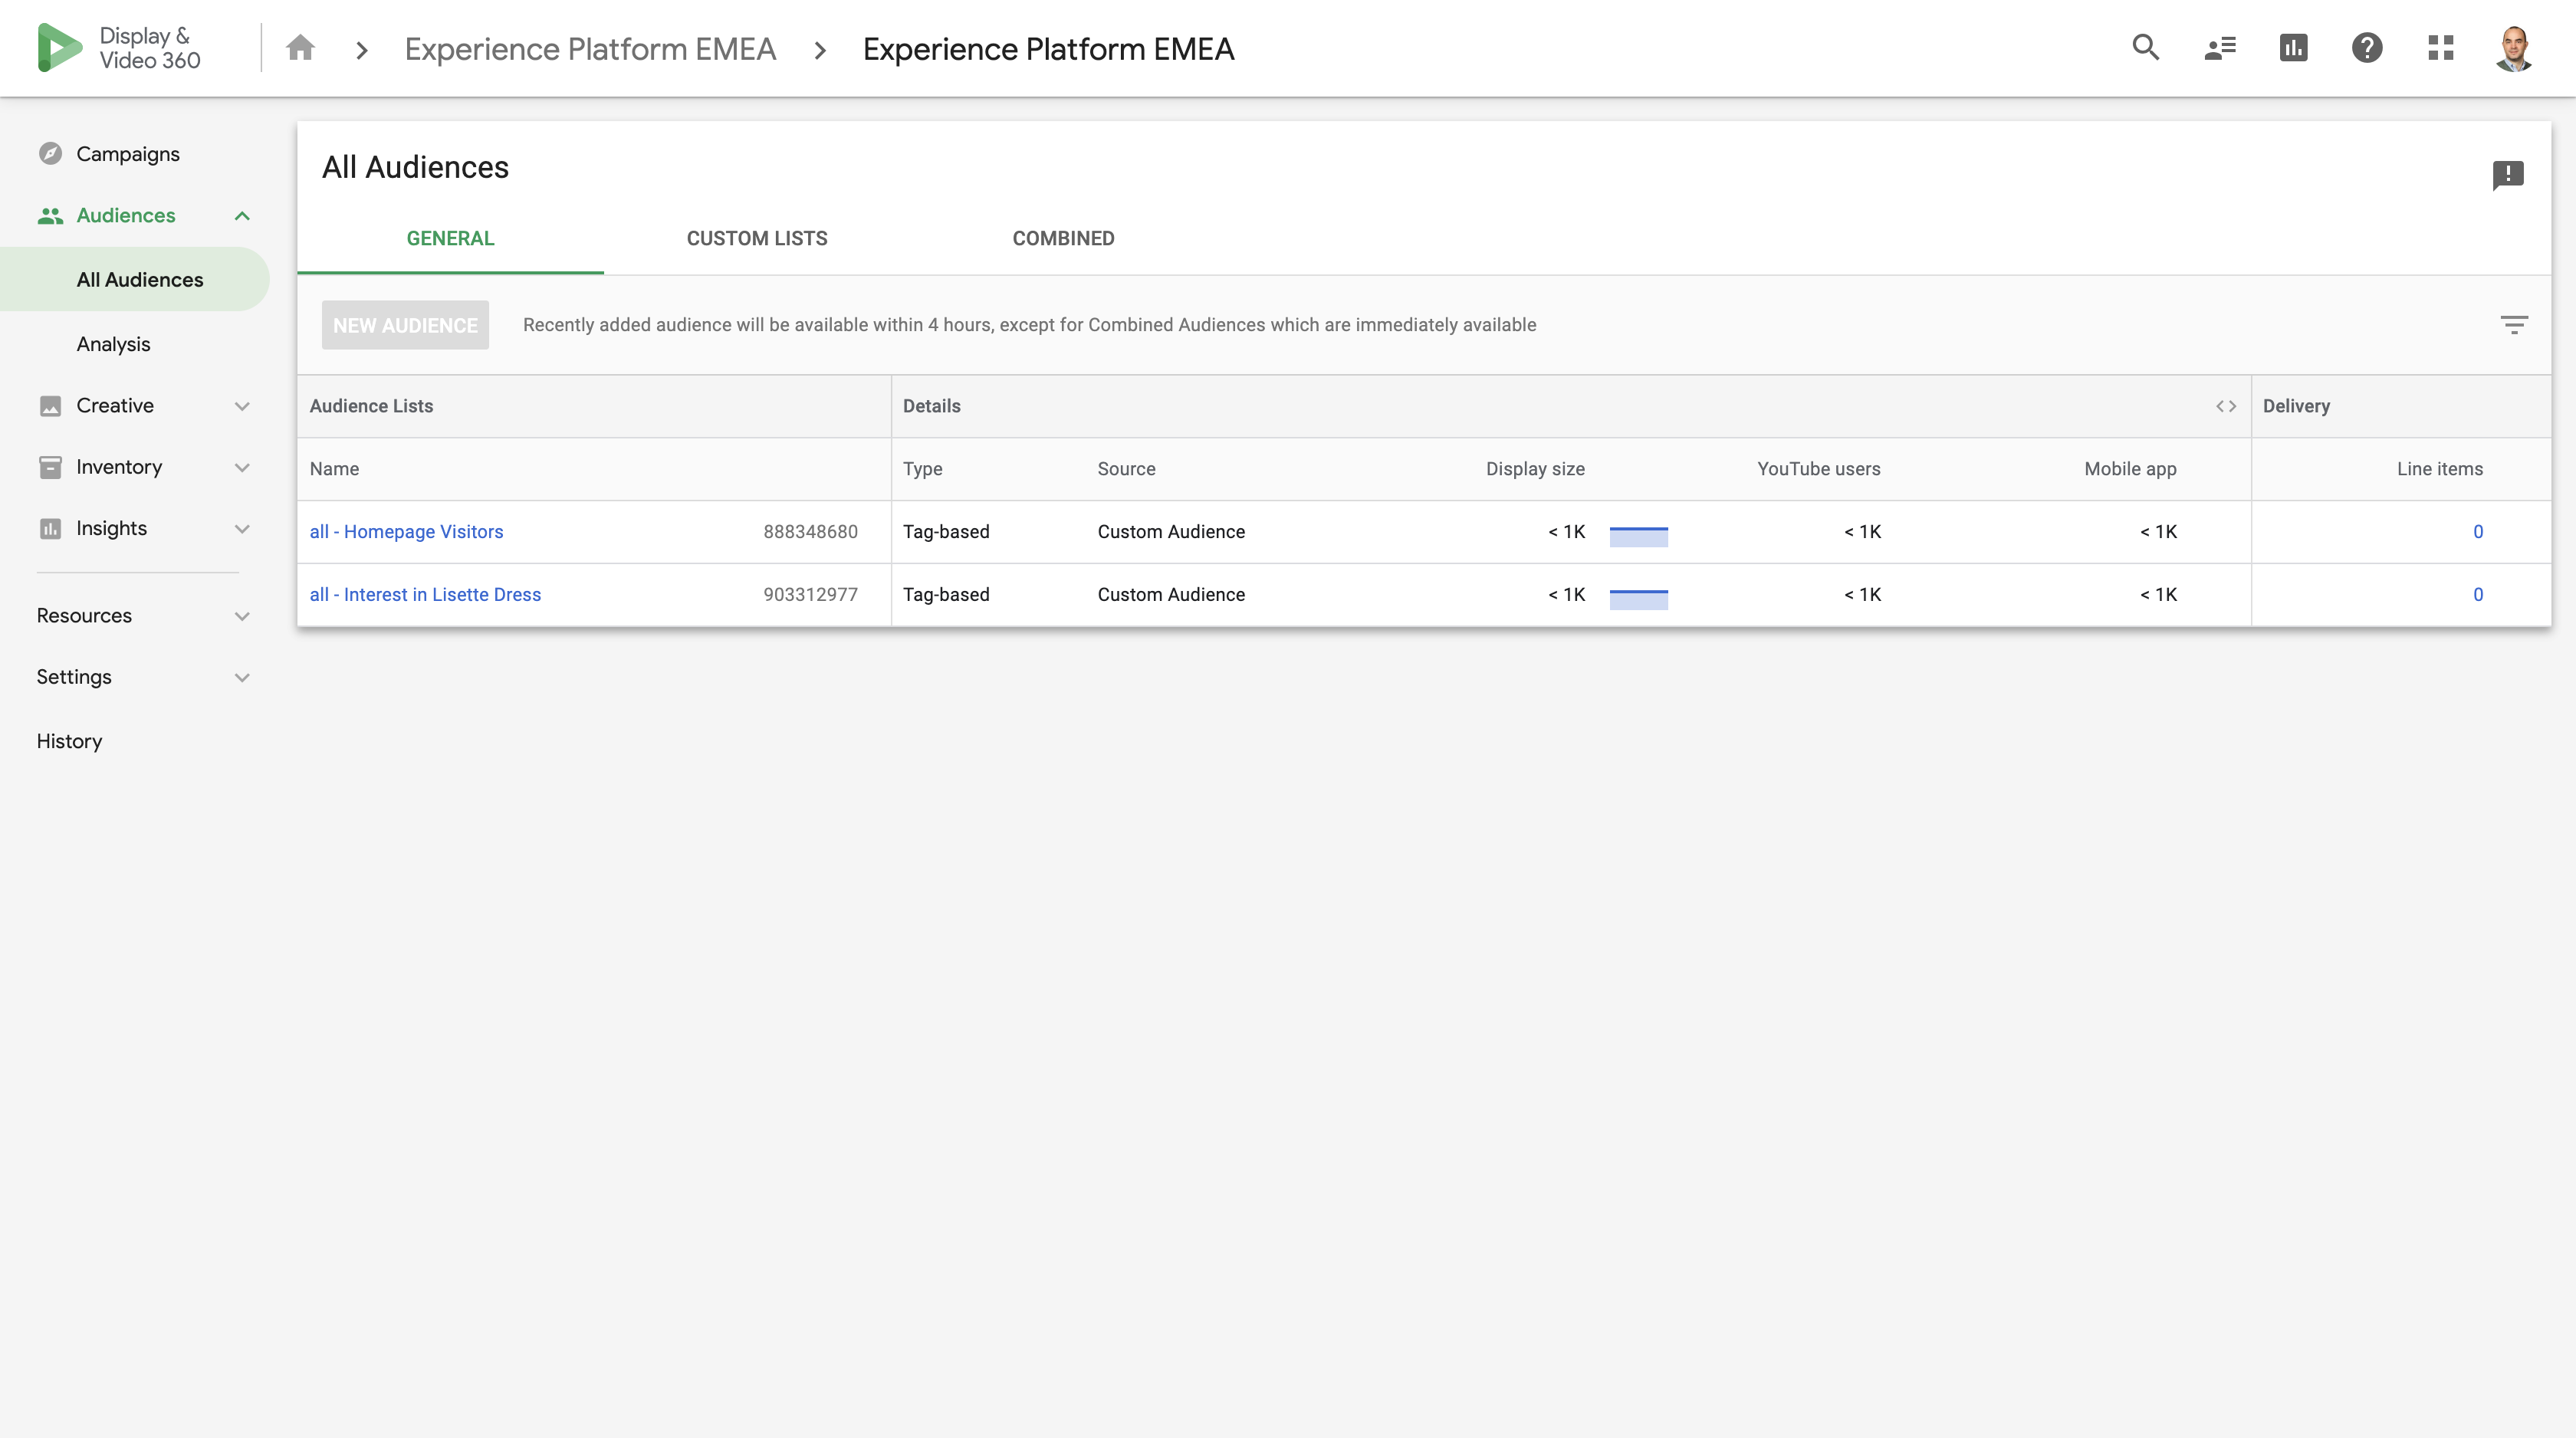 Display &
Video 360
Experience Platform EMEA
Experience Platform EMEA
Campaigns
Audiences
All Audiences
Analysis
Creative
Inventory
Insights
Resources
Settings
History
All Audiences
GENERAL CUSTOM LISTS COMBINED
NEW AUDIENCE Recently added audience will be available within 4 hours, except for Combined Audiences which are immediately available
Audience Lists Details Delivery
Name Type Source Display size YouTube users Mobile app Line items
all - Homepage Visitors 888348680 Tag-based Custom Audience < 1K < 1K < 1K 0
all - Interest in Lisette Dress 903312977 Tag-based Custom Audience < 1K < 1K < 1K 0